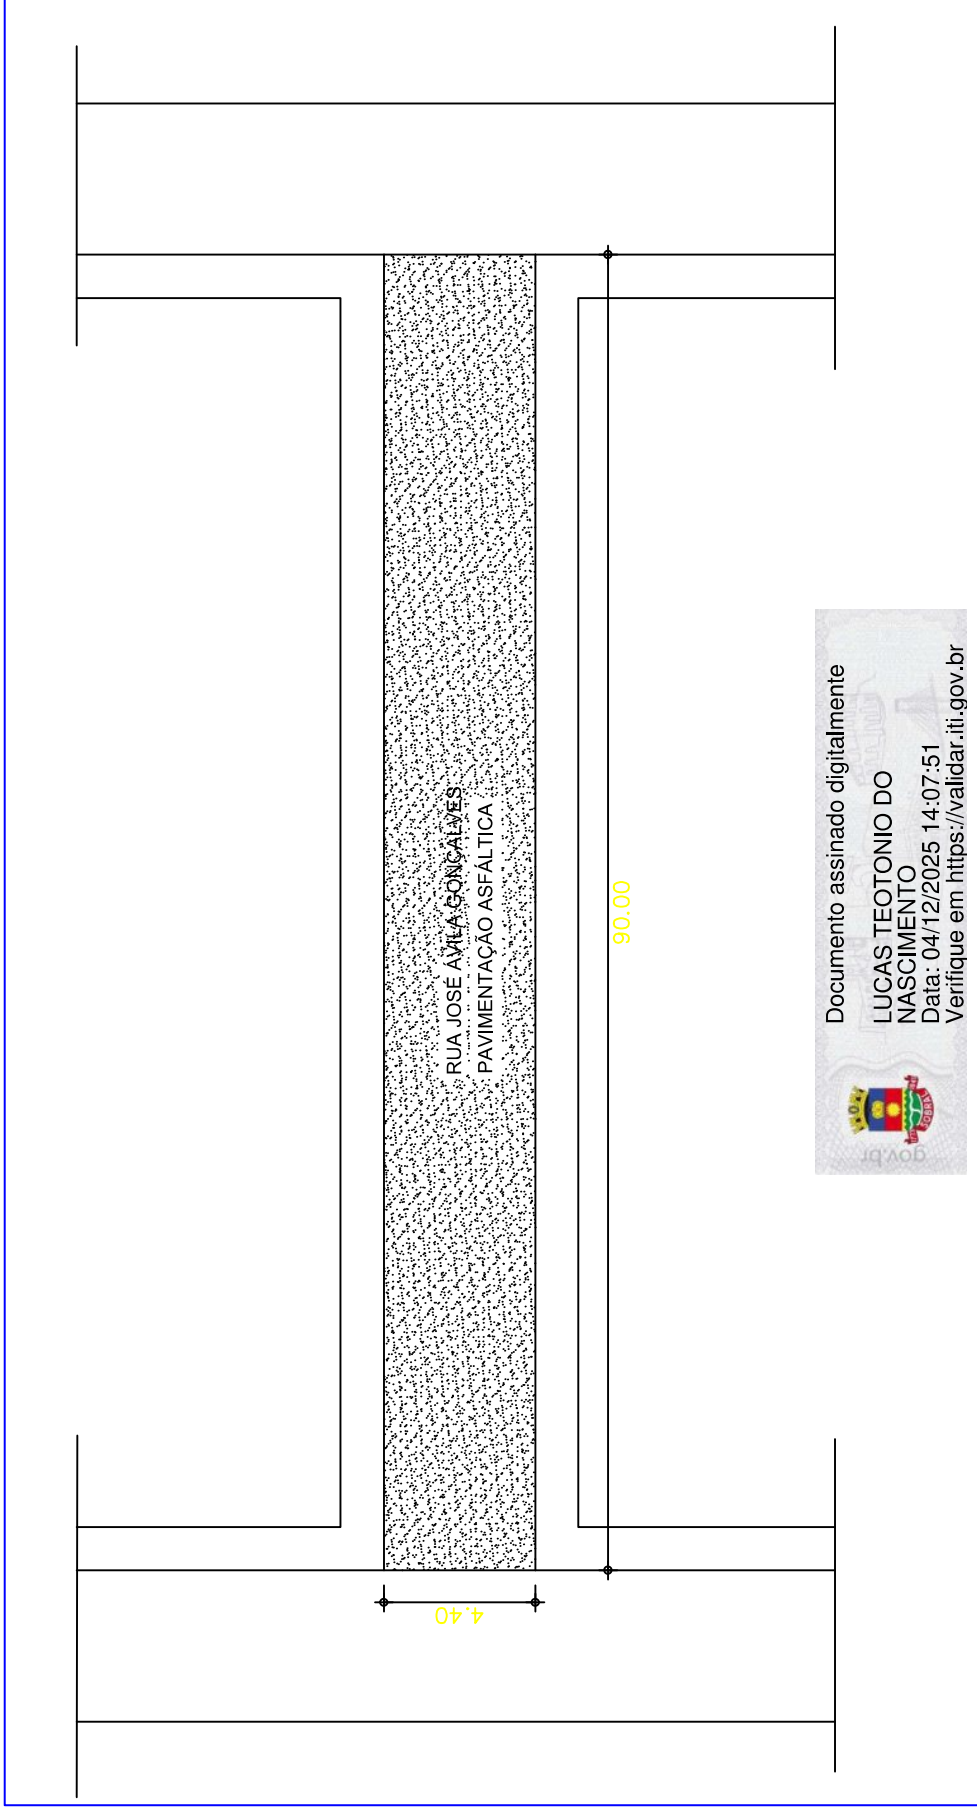 RUA JOSÉ ÁVILA GONÇALVES
PAVIMENTAÇÃO ASFÁLTICA
90.00
4.40
Documento assinado digitalmente
LUCAS TEOTONIO DO
NASCIMENTO
Data: 04/12/2025 14:07:51
Verifique em https://validar.iti.gov.br
gov.br
SOBRAL